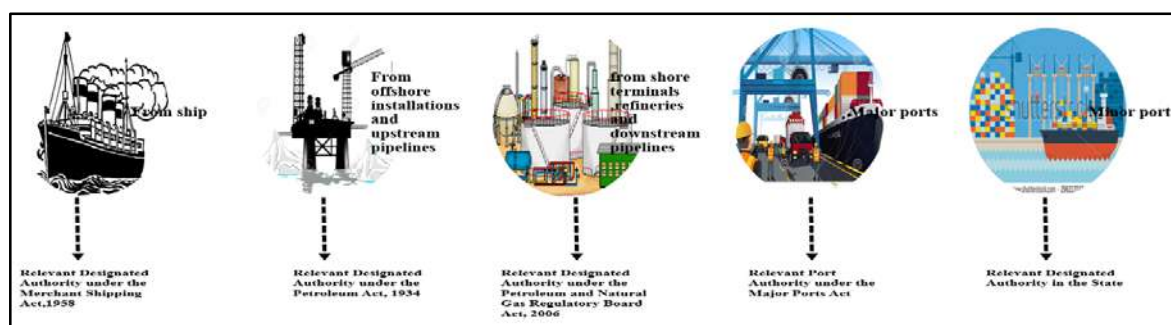 From ship
From
offshore
installations
and
upstream
pipelines
from shore
terminals
,refineries
and
downstream
pipelines
Major ports
Minor port
Relevant Designated
Authority under the
Merchant Shipping
Act,1958
Relevant Designated
Authority under the
Petroleum Act, 1934
Relevant Designated
Authority under the
Petroleum and Natural
Gas Regulatory Board
Act, 2006
Relevant Port
Authority under the
Major Ports Act
Relevant Designated
Authority in the State